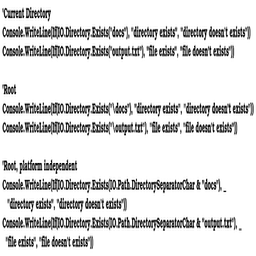 'Current Directory
Console.WriteLine(If(IO.Directory.Exists("docs"), "directory exists", "directory doesn't exists"))
Console.WriteLine(If(IO.Directory.Exists("output.txt"), "file exists", "file doesn't exists"))
'Root
Console.WriteLine(If(IO.Directory.Exists("\docs"), "directory exists", "directory doesn't exists"))
Console.WriteLine(If(IO.Directory.Exists("\output.txt"), "file exists", "file doesn't exists"))
'Root, platform independent
Console.WriteLine(If(IO.Directory.Exists(IO.Path.DirectorySeparatorChar & "docs"), _
"directory exists", "directory doesn't exists"))
Console.WriteLine(If(IO.Directory.Exists(IO.Path.DirectorySeparatorChar & "output.txt"), _
"file exists", "file doesn't exists"))